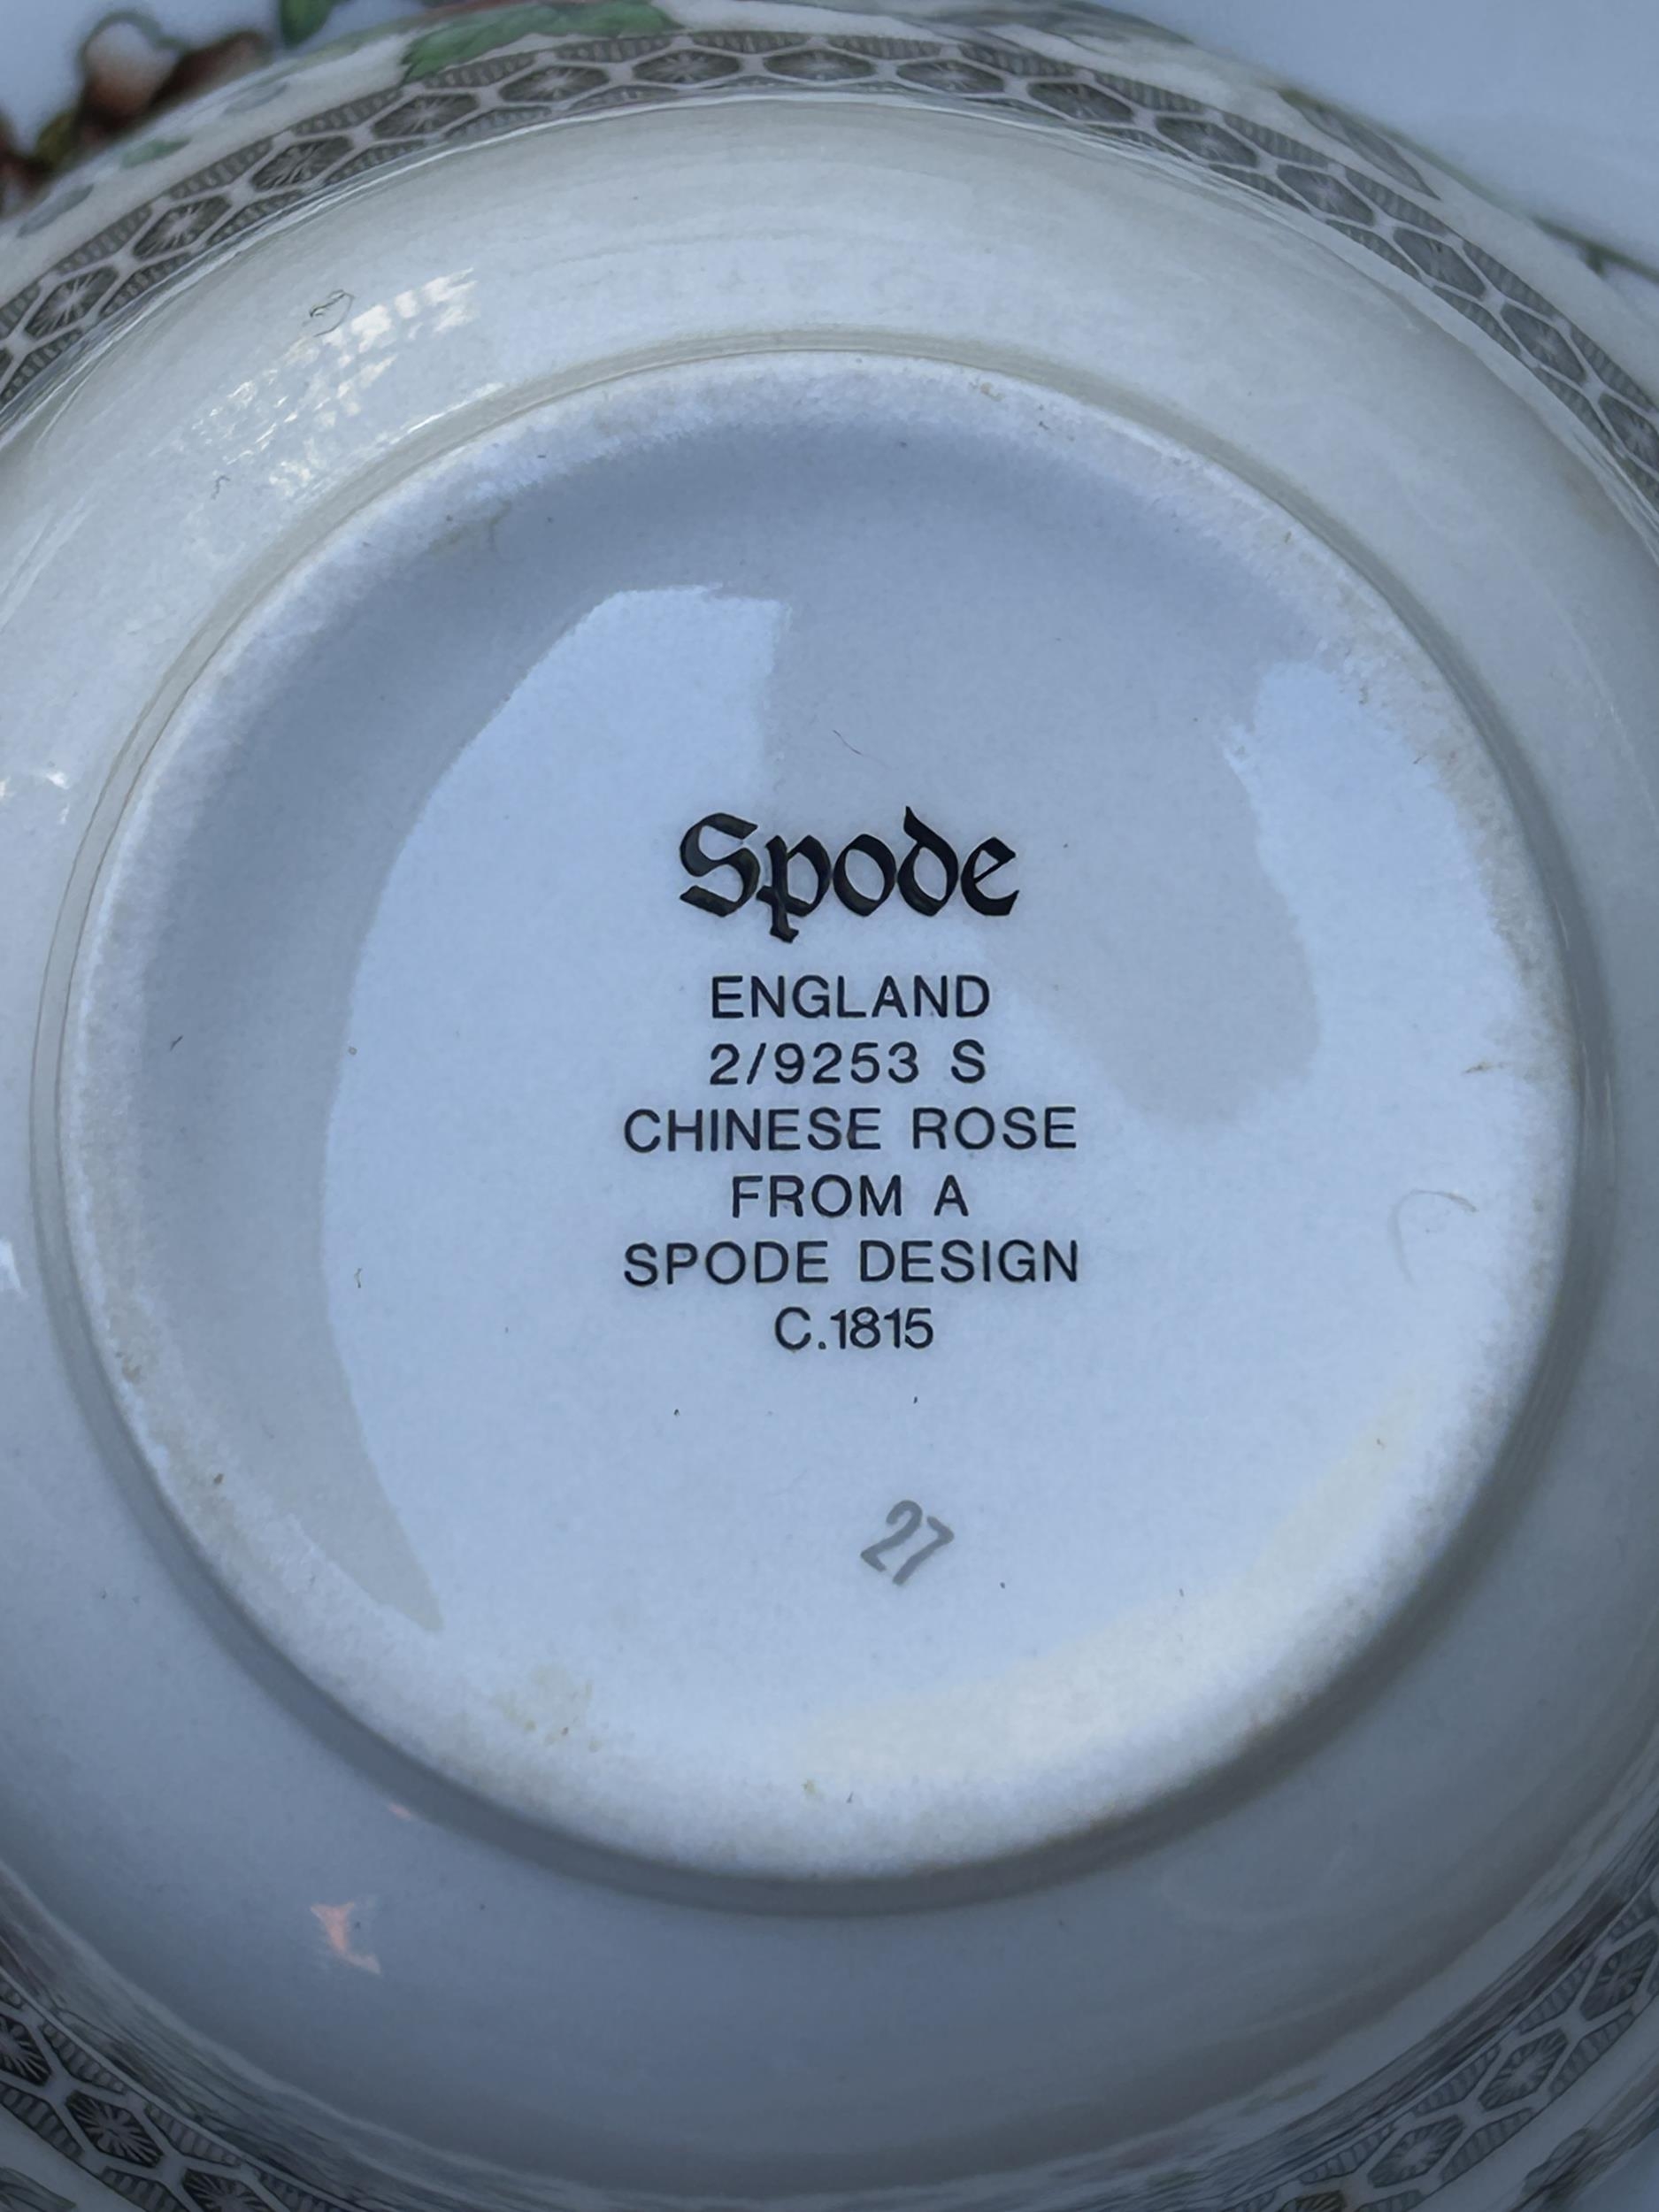 Spode
ENGLAND
2/9253 S
CHINESE ROSE
FROM A
SPODE DESIGN
C.1815
27